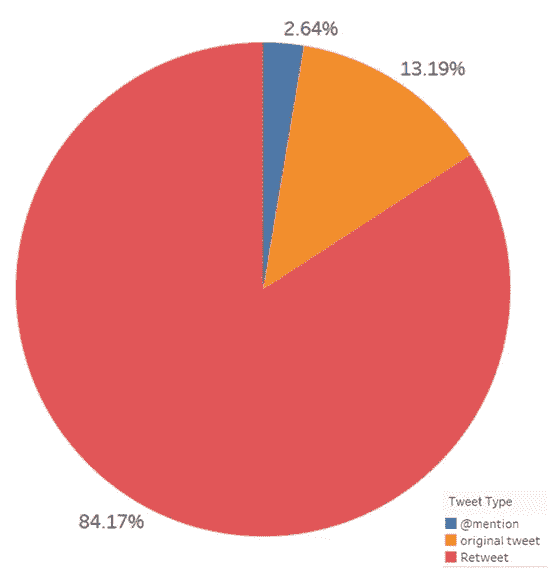 2.64%
13.19%
84.17%
Tweet Type
@mention
original tweet
Retweet